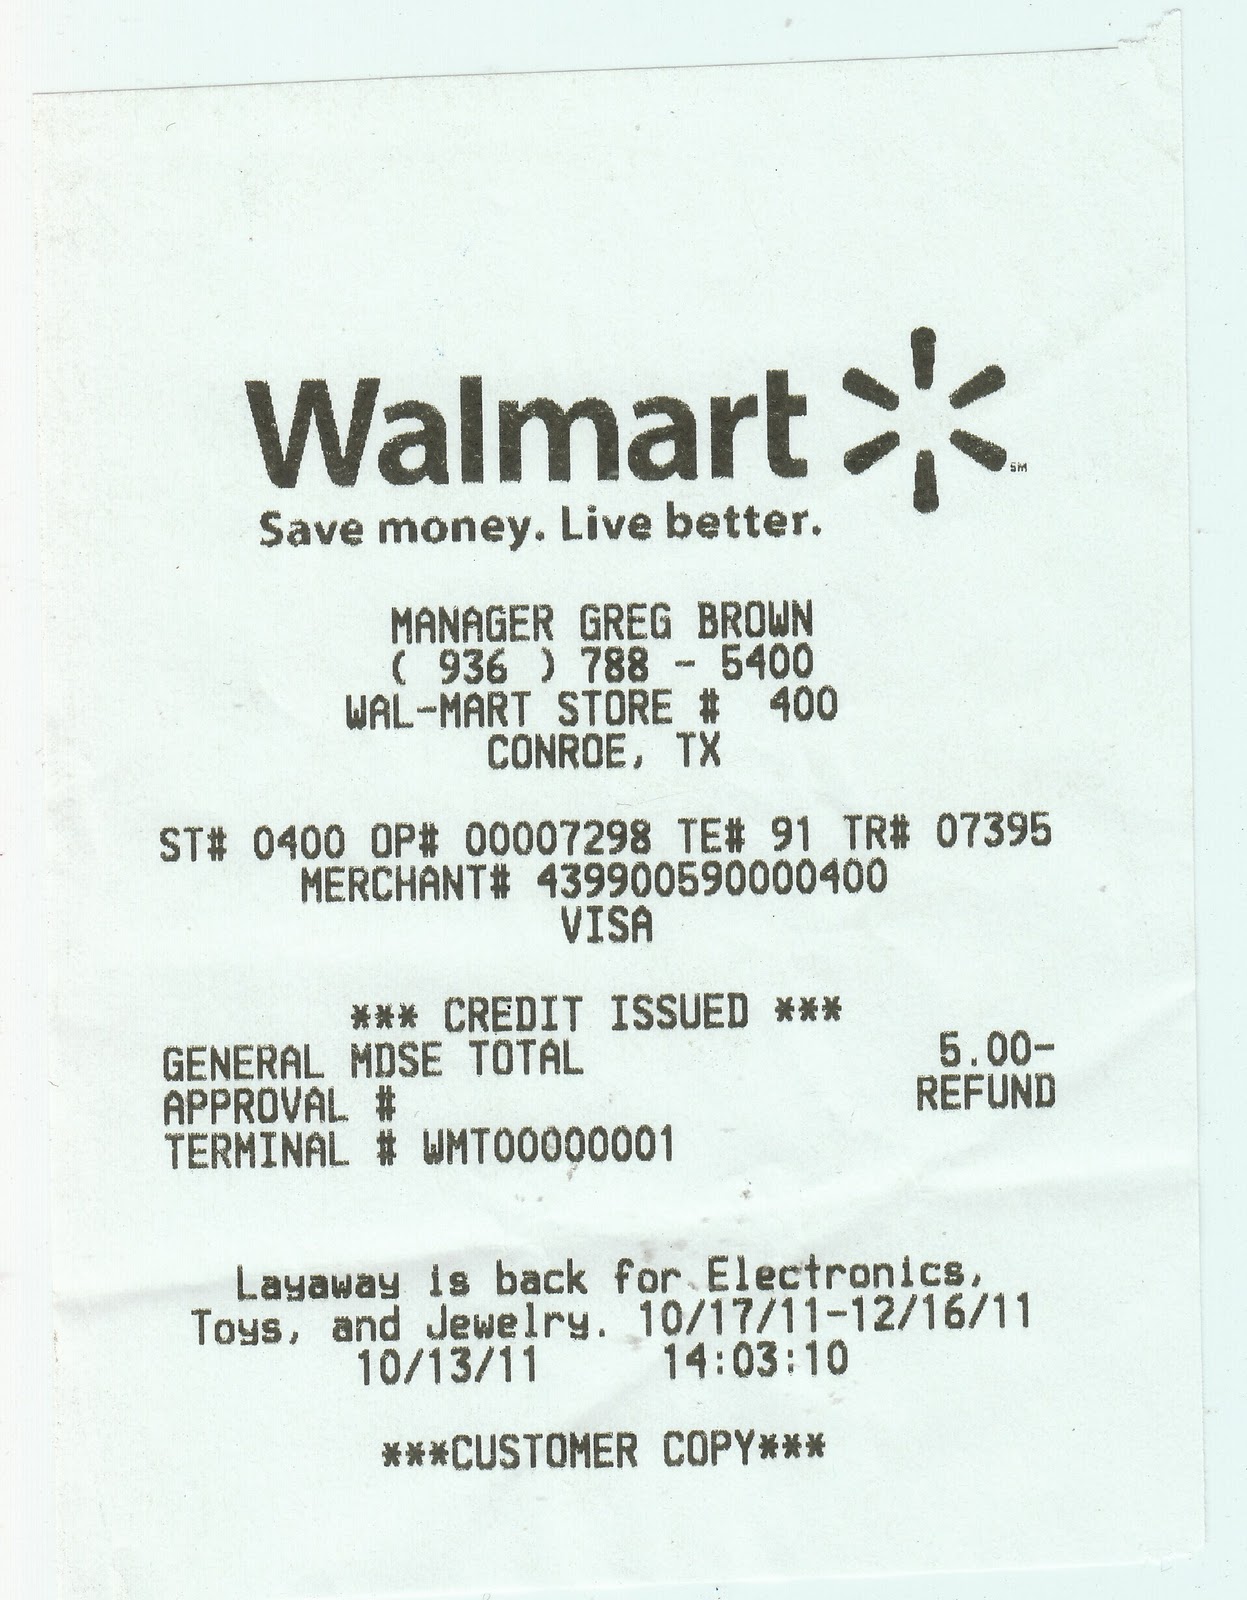 Walmart
SM
Save money. Live better.
MANAGER GREG BROWN
( 936 ) 788 - 5400
WAL-MART STORE # 400
CONROE, TX
ST# 0400 OP# 00007298 TE# 91 TR# 07395
MERCHANT# 439900590000400
VISA
*** CREDIT ISSUED ***
GENERAL MDSE TOTAL 5.00-
APPROVAL # REFUND
TERMINAL # WMT00000001
Layaway is back for Electronics,
Toys, and Jewelry. 10/17/11-12/16/11
10/13/11 14:03:10
***CUSTOMER COPY***